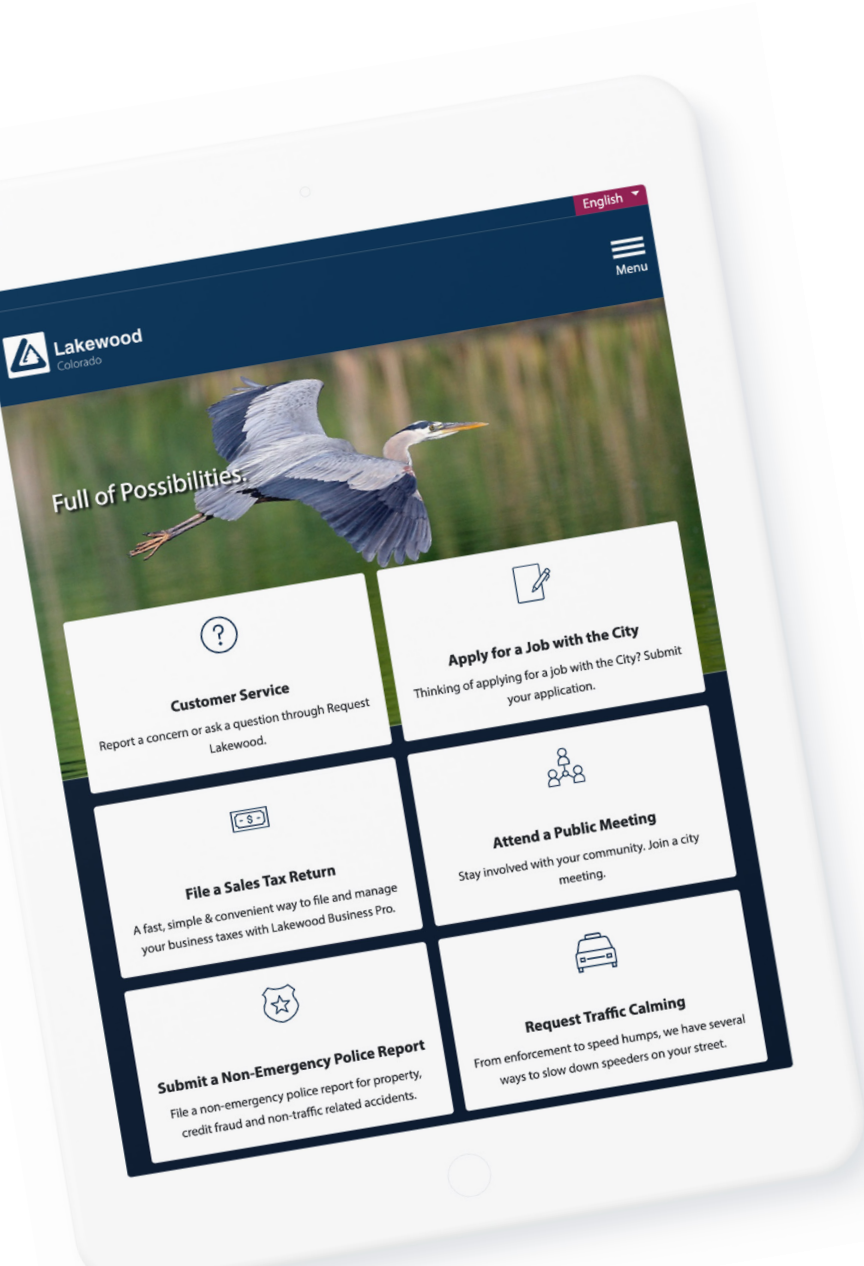 English
Menu
Lakewood
Colorado
Full of Possibilities.
Customer Service
Report a concern or ask a question through Request
Lakewood.
Apply for a Job with the City
Thinking of applying for a job with the City? Submit
your application.
File a Sales Tax Return
A fast, simple & convenient way to file and manage
your business taxes with Lakewood Business Pro.
Attend a Public Meeting
Stay involved with your community. Join a city
meeting.
Submit a Non-Emergency Police Report
File a non-emergency police report for property,
credit fraud and non-traffic related accidents.
Request Traffic Calming
From enforcement to speed humps, we have several
ways to slow down speeders on your street.